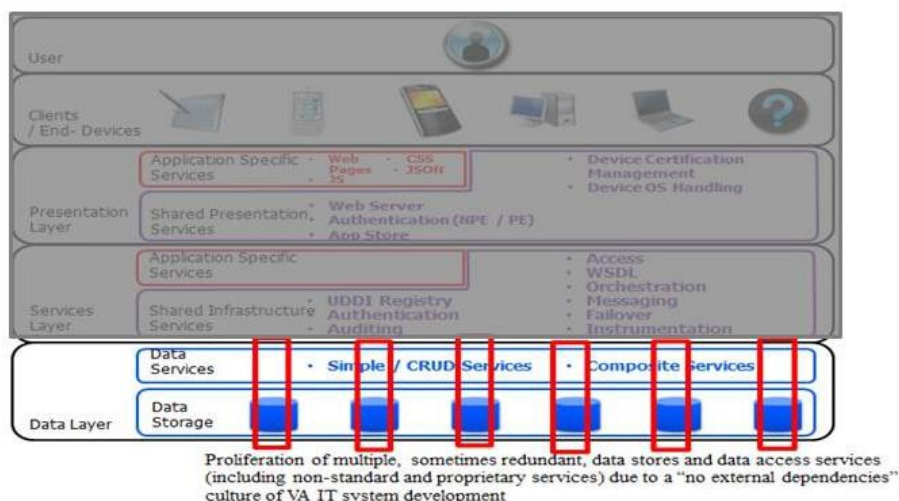 User
Clients
/ End- Devices
Application Specific
Services
• Web
Pages
• JS
• CSS
• JSON
• Device Certification
Management
• Device OS Handling
Presentation
Layer
Shared Presentation
Services
• Web Server
• Authentication (NPE / PE)
• App Store
Application Specific
Services
• Access
• WSDL
• Orchestration
• Messaging
• Failover
• Instrumentation
Services
Layer
Shared Infrastructure
Services
• UDDI Registry
• Authentication
• Auditing
Data
Services
• Simple / CRUD Services
• Composite Services
Data Layer
Data
Storage
Proliferation of multiple, sometimes redundant, data stores and data access services
(including non-standard and proprietary services) due to a “no external dependencies”
culture of VA IT system development